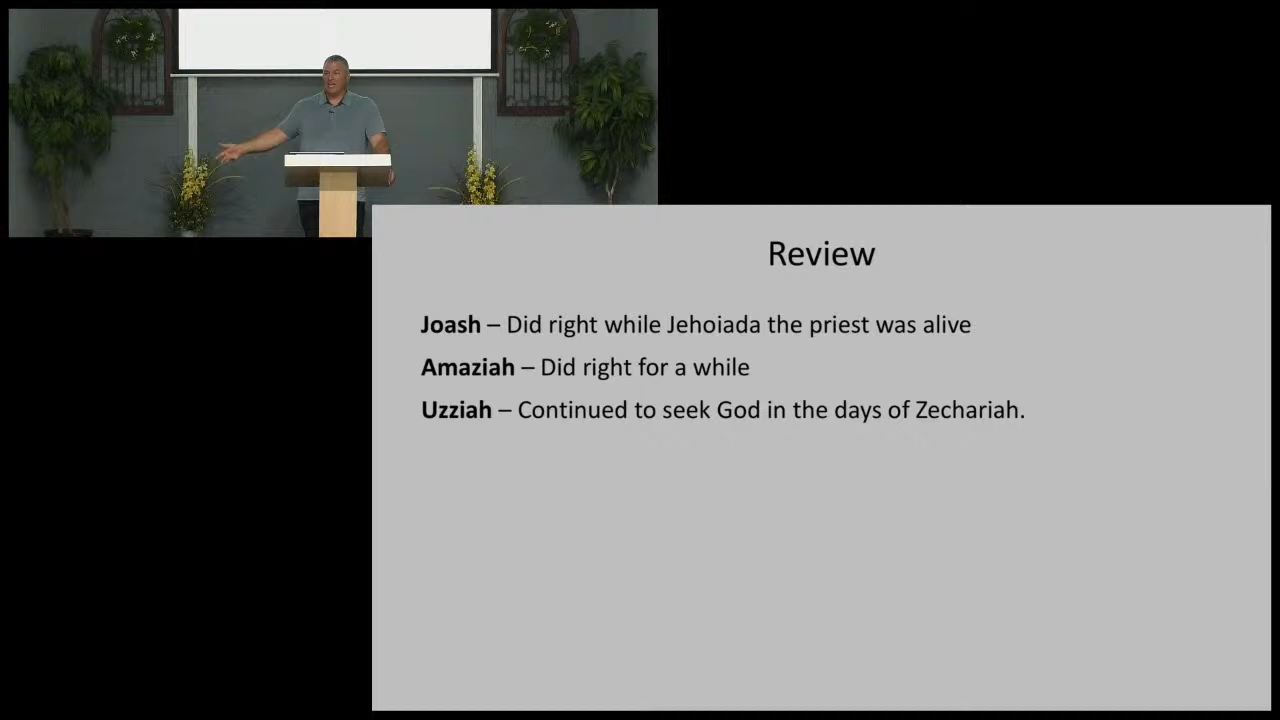 Review
Joash – Did right while Jehoiada the priest was alive
Amaziah – Did right for a while
Uzziah – Continued to seek God in the days of Zechariah.